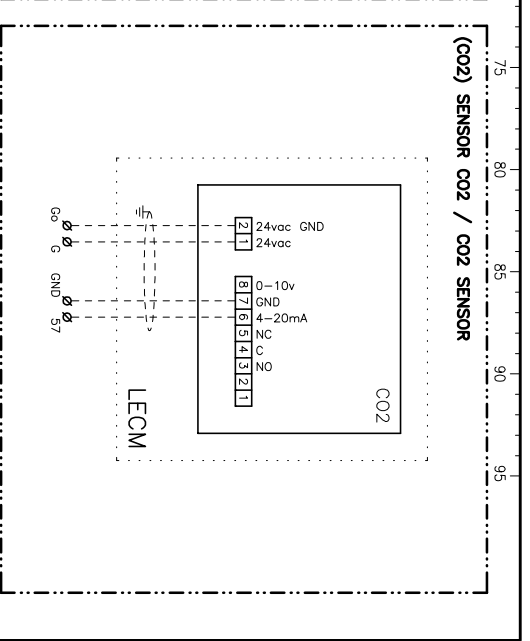 (CO2) SENSOR CO2 / CO2 SENSOR
75
80
85
90
95
CO2
LECM
2 24vac GND
1 24vac
8 0-10v
7 GND
6 4-20mA
5 NC
4 C
3 NO
2
1
Go
G
GND
57